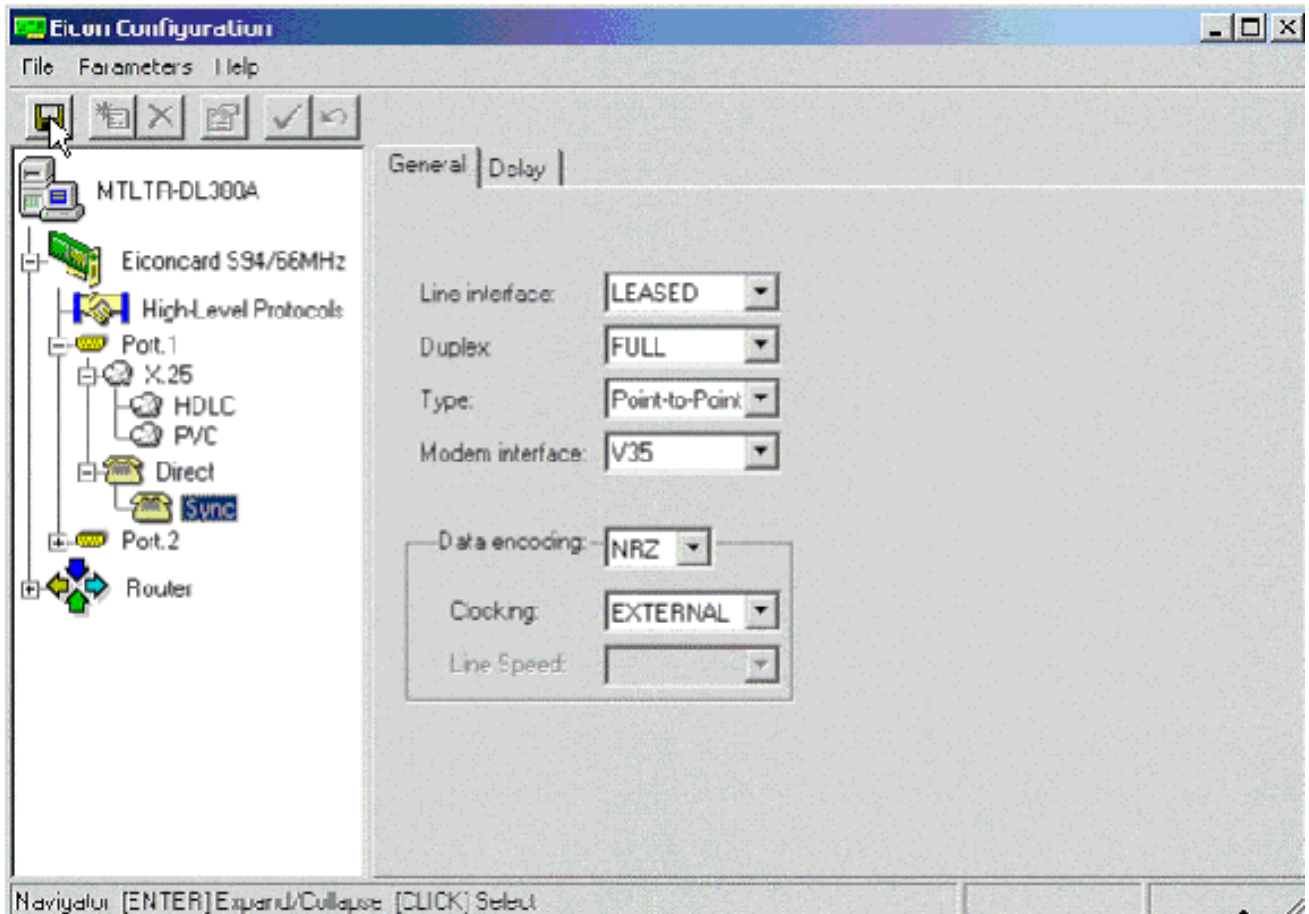 Eicon Configuration
File Parameters Help
MTLTR-DL380A
Eiconcard S94/66MHz
High-Level Protocols
Port.1
X.25
HDLC
PVC
Direct
Sync
Port.2
Router
General Delay
Line interface: LEASED
Duplex: FULL
Type: Point-to-Point
Modem interface: V35
Data encoding: NRZ
Clocking: EXTERNAL
Line Speed:
Navigator [ENTER] Expand/Collapse [CLICK] Select